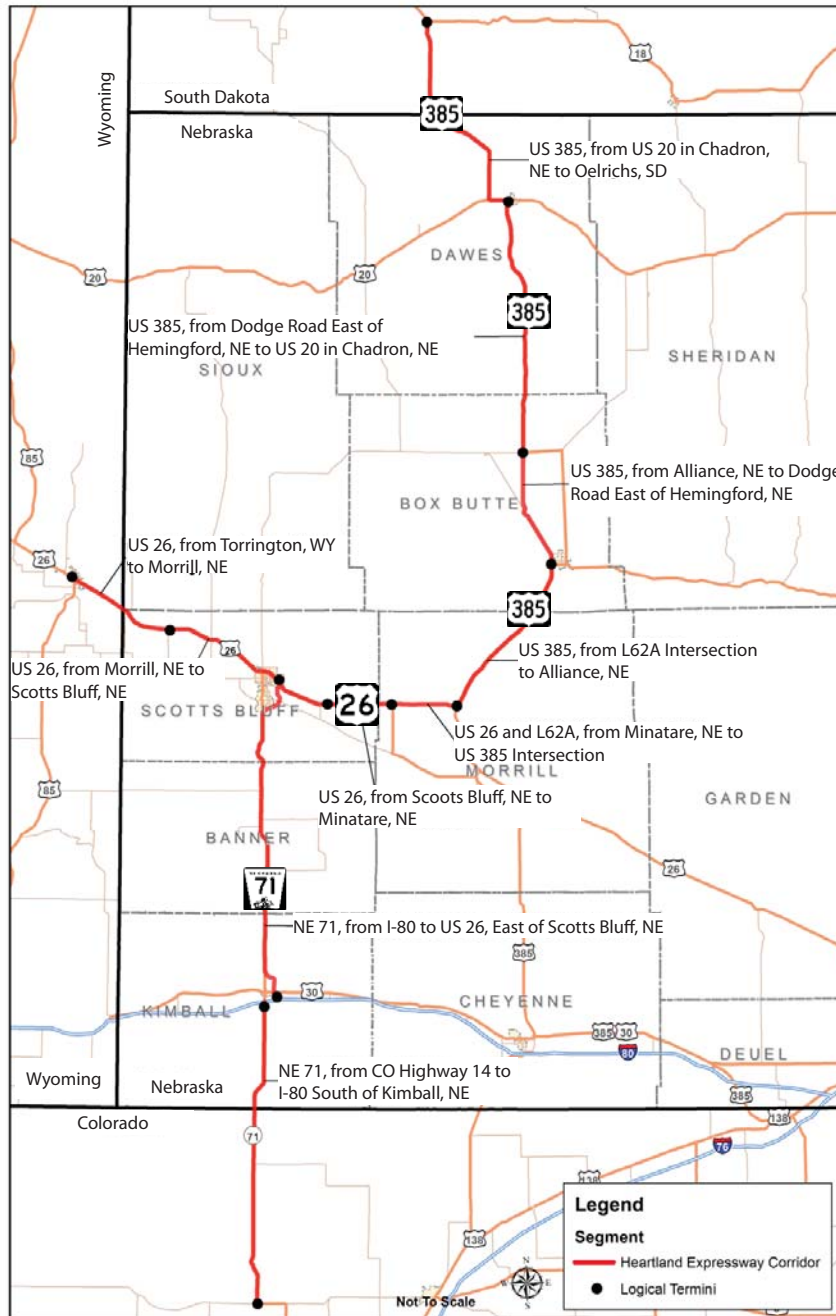 18
Wyoming
South Dakota
Nebraska
385
US 385, from US 20 in Chadron,
NE to Oelrichs, SD
DAWES
20
20
385
US 385, from Dodge Road East of
Hemingford, NE to US 20 in Chadron, NE
SIOUX
SHERIDAN
85
US 385, from Alliance, NE to Dodge
Road East of Hemingford, NE
BOX BUTTE
US 26, from Torrington, WY
to Morrill, NE
26
385
US 26, from Morrill, NE to
Scotts Bluff, NE
26
US 385, from L62A Intersection
to Alliance, NE
SCOTTS BLUFF
26
US 26 and L62A, from Minatare, NE to
US 385 Intersection
MORRILL
85
US 26, from Scoots Bluff, NE to
Minatare, NE
GARDEN
BANNER
26
71
NE 71, from I-80 to US 26, East of Scotts Bluff, NE
385
30
KIMBALL
CHEYENNE
385
30
80
DEUEL
NE 71, from CO Highway 14 to
I-80 South of Kimball, NE
Wyoming
Nebraska
385
138
Colorado
71
76
138
138
Legend
Segment
Heartland Expressway Corridor
Logical Termini
N
W
E
S
Not To Scale